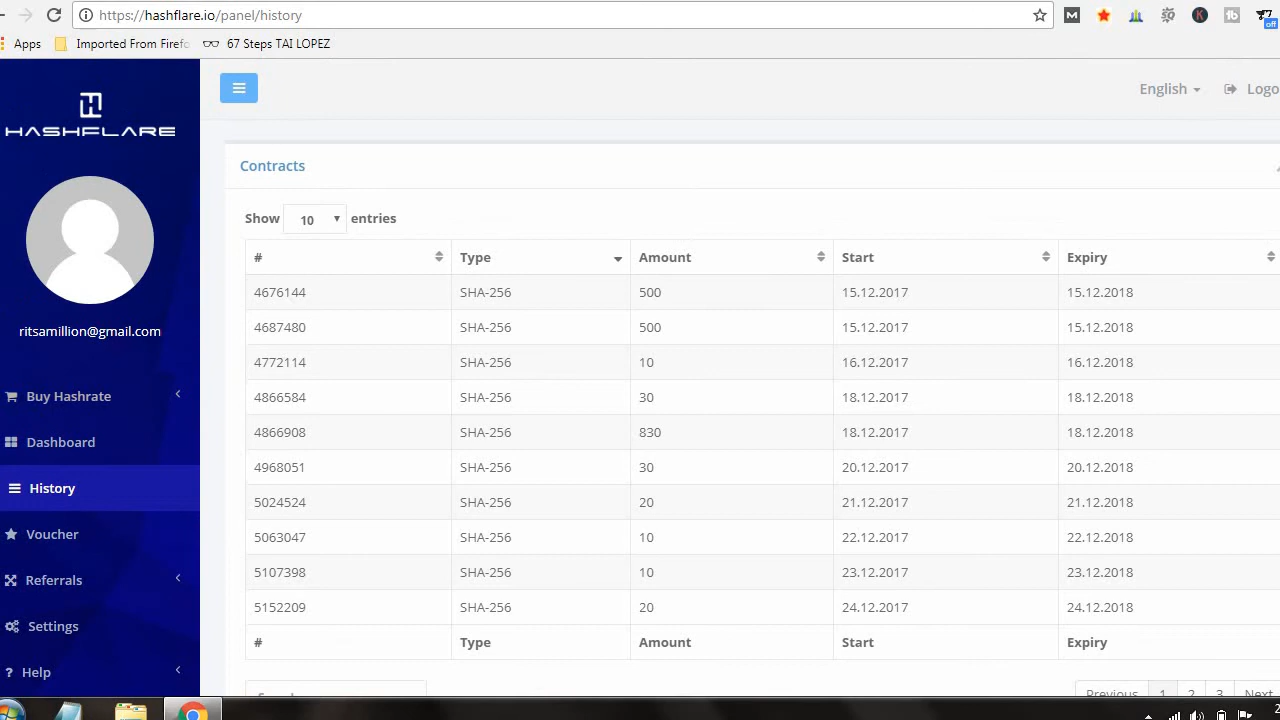 https://hashflare.io/panel/history
Apps Imported From Firefo 67 Steps TAI LOPEZ
off
HASHFLARE
English Logo
Contracts
ritsamillion@gmail.com
Buy Hashrate
Dashboard
History
Voucher
Referrals
Settings
Help
Show 10 entries
# Type Amount Start Expiry
4676144 SHA-256 500 15.12.2017 15.12.2018
4687480 SHA-256 500 15.12.2017 15.12.2018
4772114 SHA-256 10 16.12.2017 16.12.2018
4866584 SHA-256 30 18.12.2017 18.12.2018
4866908 SHA-256 830 18.12.2017 18.12.2018
4968051 SHA-256 30 20.12.2017 20.12.2018
5024524 SHA-256 20 21.12.2017 21.12.2018
5063047 SHA-256 10 22.12.2017 22.12.2018
5107398 SHA-256 10 23.12.2017 23.12.2018
5152209 SHA-256 20 24.12.2017 24.12.2018
# Type Amount Start Expiry
Previous 1 2 3 Next